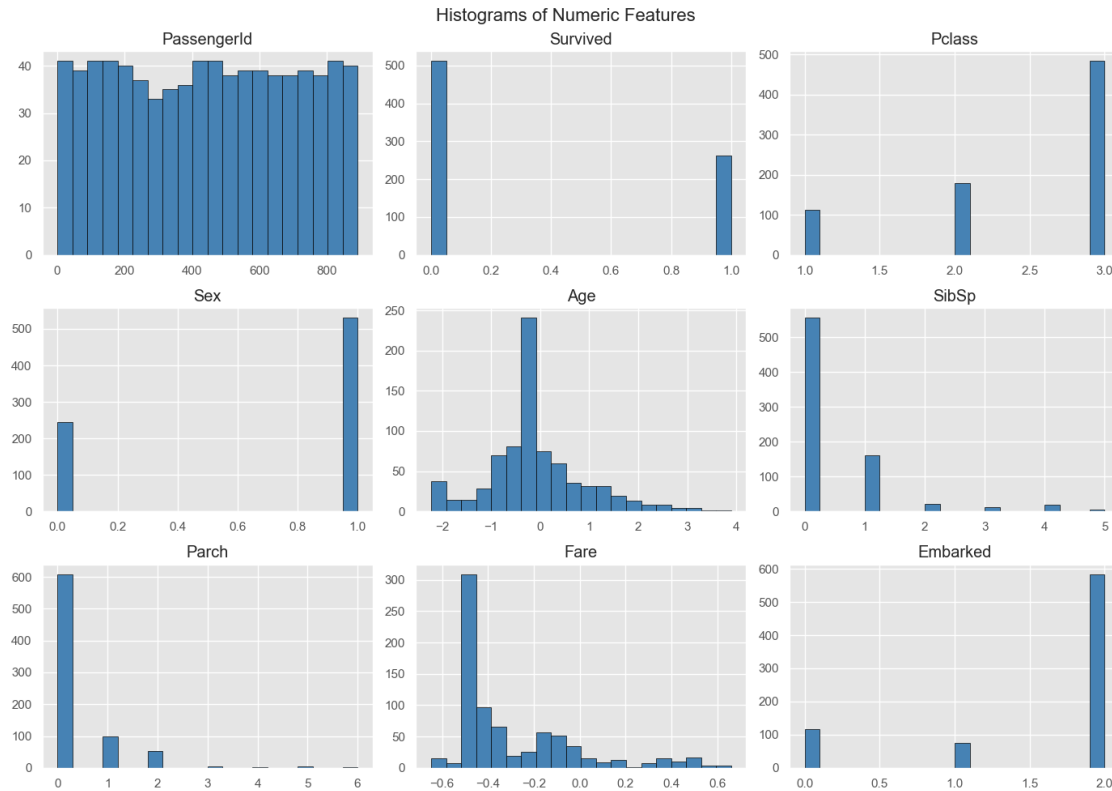 Histograms of Numeric Features
PassengerId
40
30
20
10
0
0 200 400 600 800
Survived
500
400
300
200
100
0
0.0 0.2 0.4 0.6 0.8 1.0
Pclass
500
400
300
200
100
0
1.0 1.5 2.0 2.5 3.0
Sex
500
400
300
200
100
0
0.0 0.2 0.4 0.6 0.8 1.0
Age
250
200
150
100
50
0
−2 −1 0 1 2 3 4
SibSp
500
400
300
200
100
0
0 1 2 3 4 5
Parch
600
500
400
300
200
100
0
0 1 2 3 4 5 6
Fare
300
250
200
150
100
50
0
−0.6 −0.4 −0.2 0.0 0.2 0.4 0.6
Embarked
600
500
400
300
200
100
0
0.0 0.5 1.0 1.5 2.0